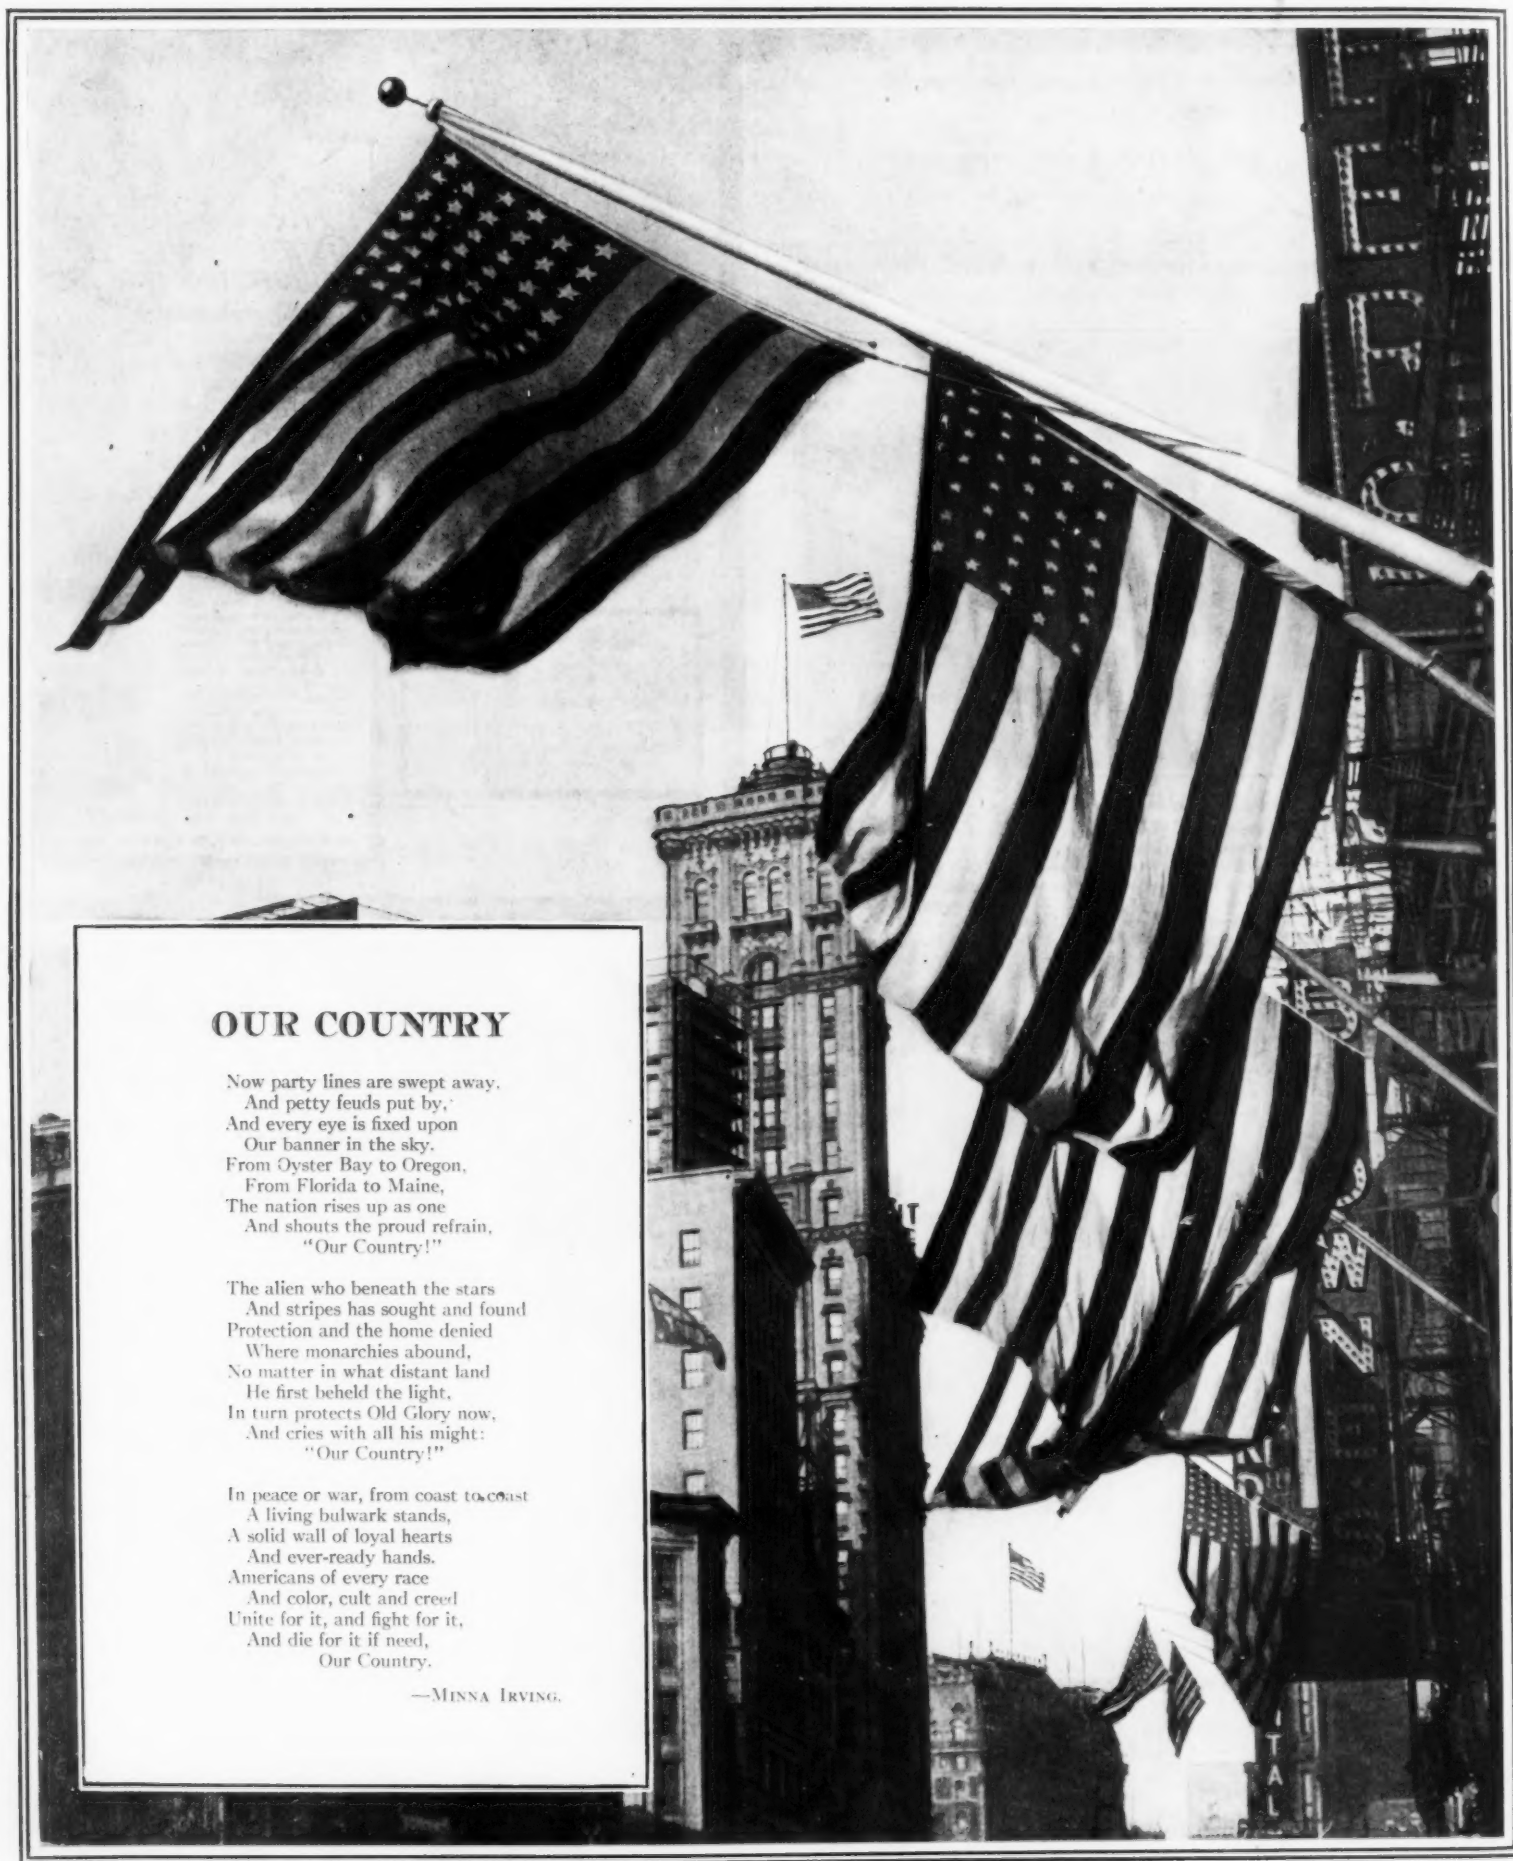 OUR COUNTRY
Now party lines are swept away,
And petty feuds put by,
And every eye is fixed upon
Our banner in the sky.
From Oyster Bay to Oregon,
From Florida to Maine,
The nation rises up as one
And shouts the proud refrain,
"Our Country!"
The alien who beneath the stars
And stripes has sought and found
Protection and the home denied
Where monarchies abound,
No matter in what distant land
He first beheld the light,
In turn protects Old Glory now,
And cries with all his might:
"Our Country!"
In peace or war, from coast to coast
A living bulwark stands,
A solid wall of loyal hearts
And ever-ready hands.
Americans of every race
And color, cult and creed
Unite for it, and fight for it,
And die for it if need,
Our Country.
—MINNA IRVING.